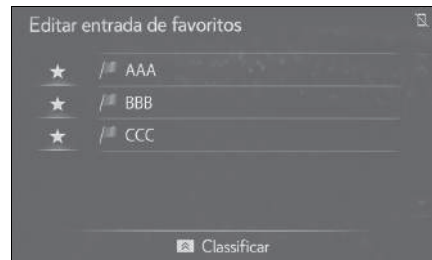 Editar entrada de favoritos
AAA
BBB
CCC
Classificar